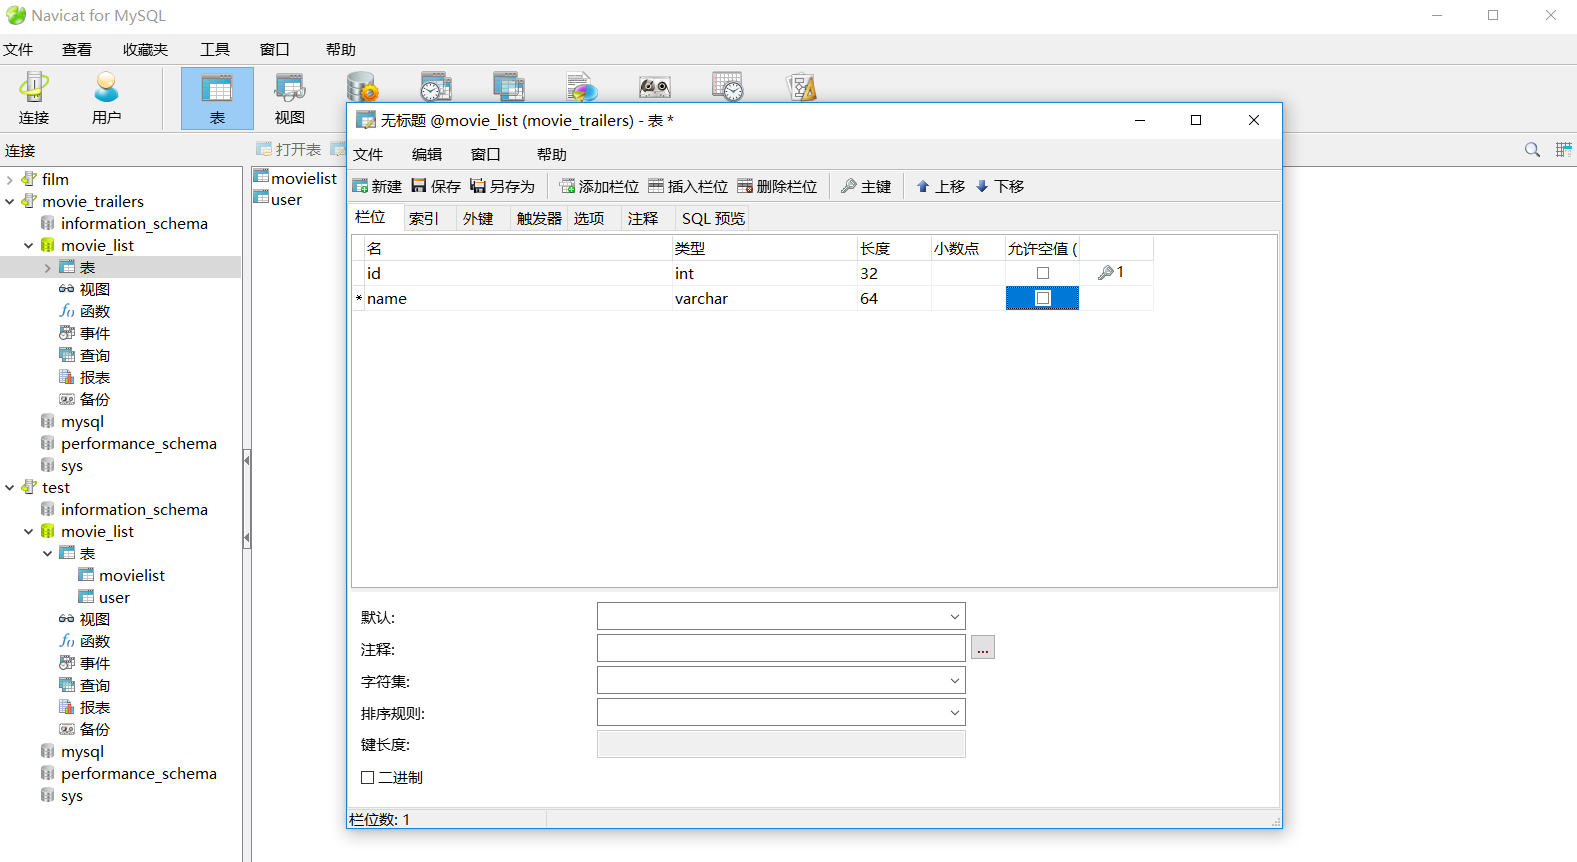 Navicat for MySQL
文件 查看 收藏夹 工具 窗口 帮助
连接 用户 表 视图
连接
打开表
film
movie_trailers
information_schema
movie_list
表
视图
函数
事件
查询
报表
备份
mysql
performance_schema
sys
test
information_schema
movie_list
表
movielist
user
视图
函数
事件
查询
报表
备份
mysql
performance_schema
sys
movielist
user
无标题 @movie_list (movie_trailers) - 表 *
文件 编辑 窗口 帮助
新建 保存 另存为 添加栏位 插入栏位 删除栏位 主键 上移 下移
栏位 索引 外键 触发器 选项 注释 SQL 预览
名 类型 长度 小数点 允许空值 (
id int 32 1
* name varchar 64
默认:
注释: ...
字符集:
排序规则:
键长度:
二进制
栏位数: 1